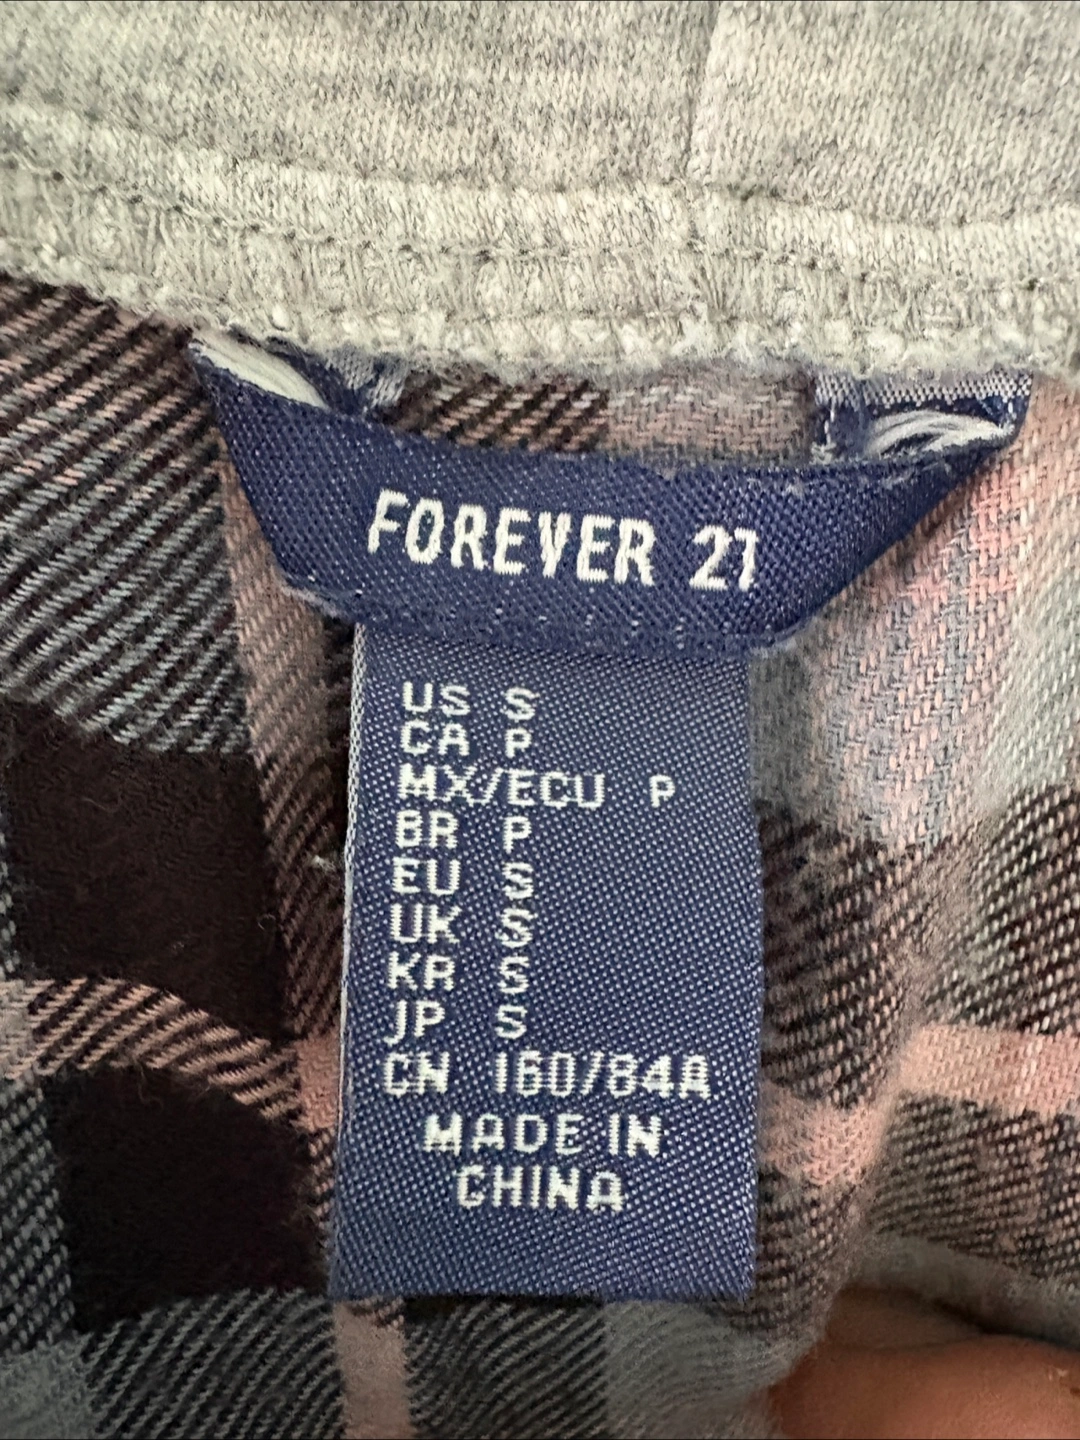 FOREVER 21
US S
CA P
MX/ECU P
BR P
EU S
UK S
KR S
JP S
CN 160/84A
MADE IN
CHINA